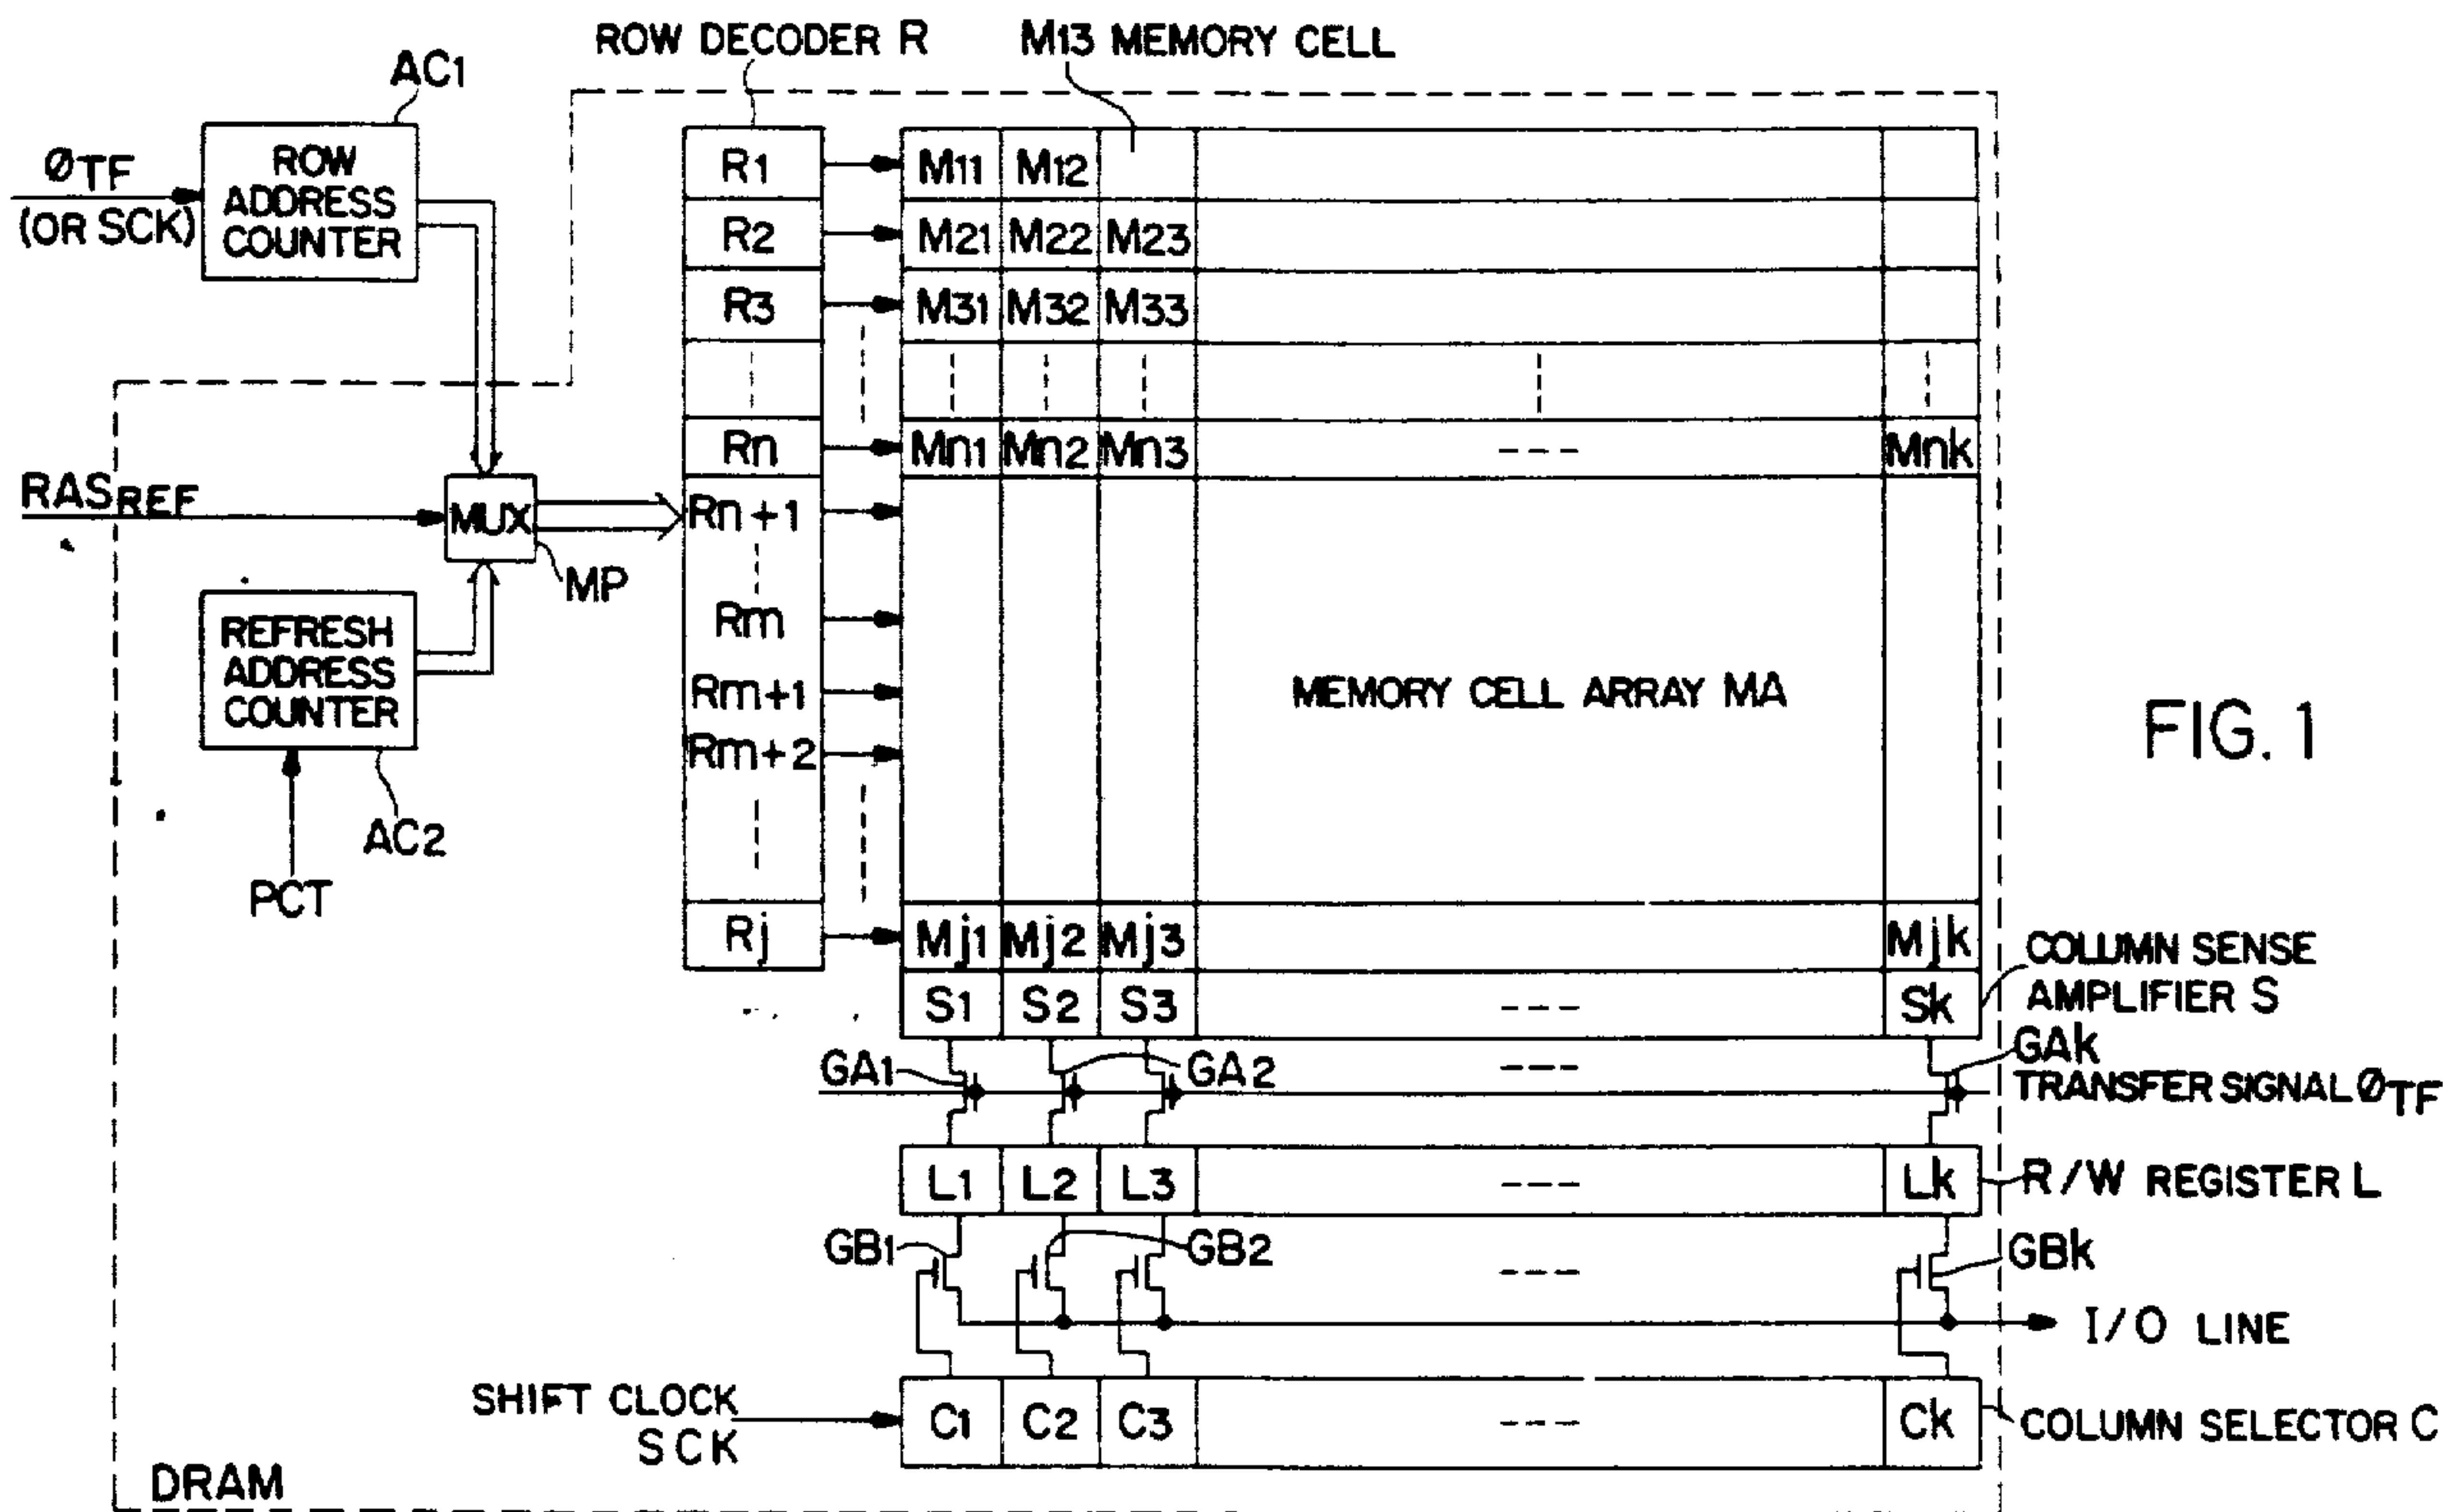 ROW DECODER R
M13 MEMORY CELL
AC1
ØTF
(OR SCK)
ROW
ADDRESS
COUNTER
R1
M11 M12
R2
M21 M22 M23
R3
M31 M32 M33
Rn
Mn1 Mn2 Mn3 --- Mnk
RASREF
MUX
MP
Rn+1
Rm
Rm+1
Rm+2
REFRESH
ADDRESS
COUNTER
AC2
PCT
MEMORY CELL ARRAY MA
FIG. 1
Rj
Mj1 Mj2 Mj3 Mjk
S1 S2 S3 --- Sk
COLUMN SENSE
AMPLIFIER S
GA1 GA2 --- GAk
TRANSFER SIGNAL ØTF
L1 L2 L3 --- Lk
R/W REGISTER L
GB1 GB2 --- GBk
I/O LINE
SHIFT CLOCK
SCK
C1 C2 C3 --- Ck
COLUMN SELECTOR C
DRAM